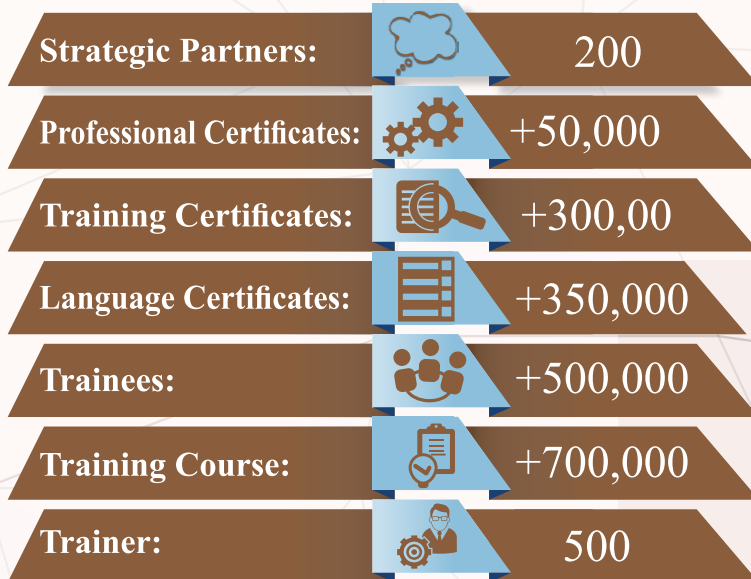 Strategic Partners: 200
Professional Certificates: +50,000
Training Certificates: +300,00
Language Certificates: +350,000
Trainees: +500,000
Training Course: +700,000
Trainer: 500